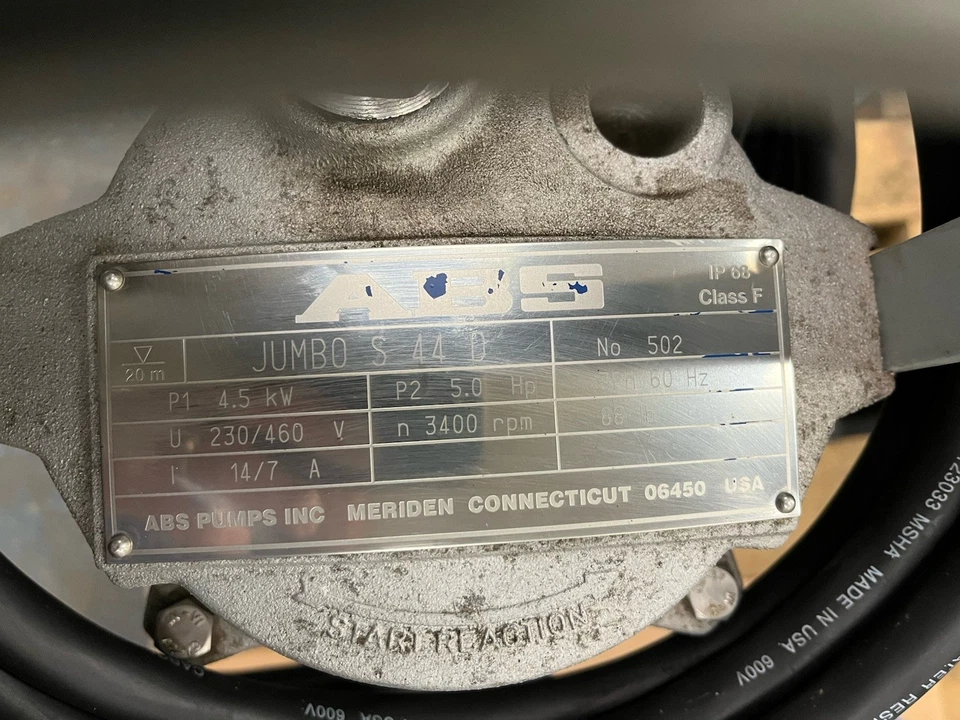 ABS
IP 68
Class F
20 m
JUMBO S 44 D
No 502
P1 4.5 kW
P2 5.0 Hp
60 Hz
U 230/460 V
n 3400 rpm
I 14/7 A
ABS PUMPS INC MERIDEN CONNECTICUT 06450 USA
START REACTION
23033 MSHA MADE IN USA 600V
USA 600V